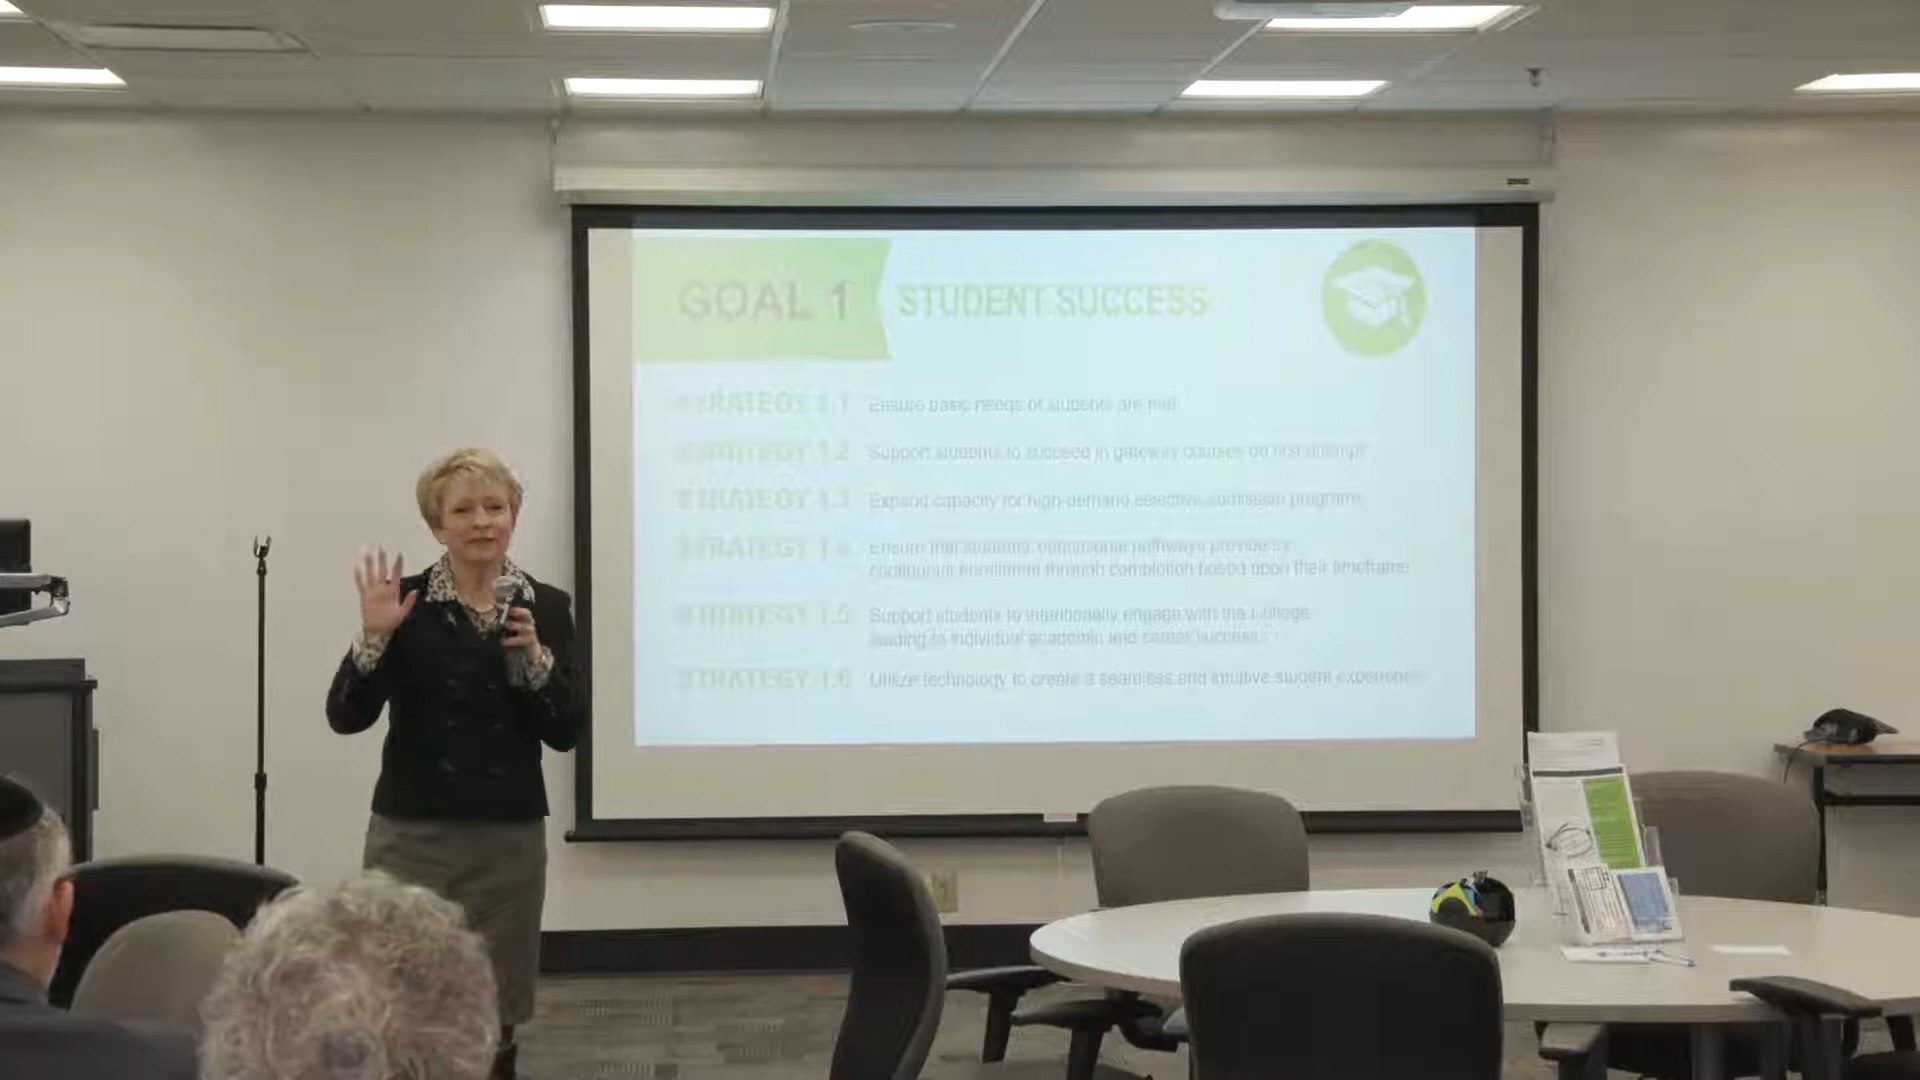 GOAL 1 STUDENT SUCCESS
STRATEGY 1.1 Ensure basic needs of students are met
STRATEGY 1.2 Support students to succeed in gateway courses on first attempt
STRATEGY 1.3 Expand capacity for high-demand selective admission programs
STRATEGY 1.4 Ensure that students' educational pathways provide for
continuous enrollment through completion based upon their timeframe
STRATEGY 1.5 Support students to intentionally engage with the College
leading to individual academic and career success
STRATEGY 1.6 Utilize technology to create a seamless and intuitive student experience